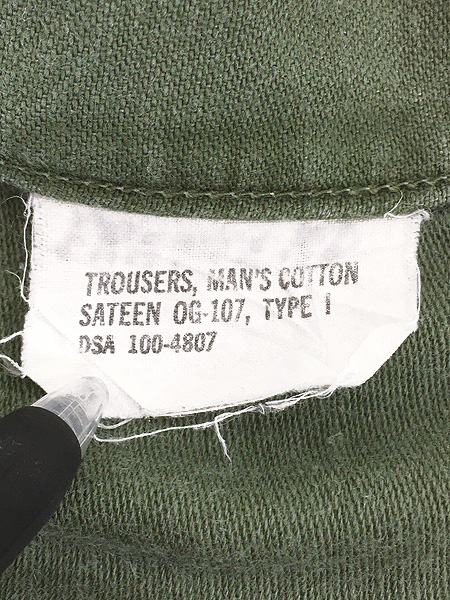 TROUSERS, MAN'S COTTON
SATEEN OG-107, TYPE I
DSA 100-4807